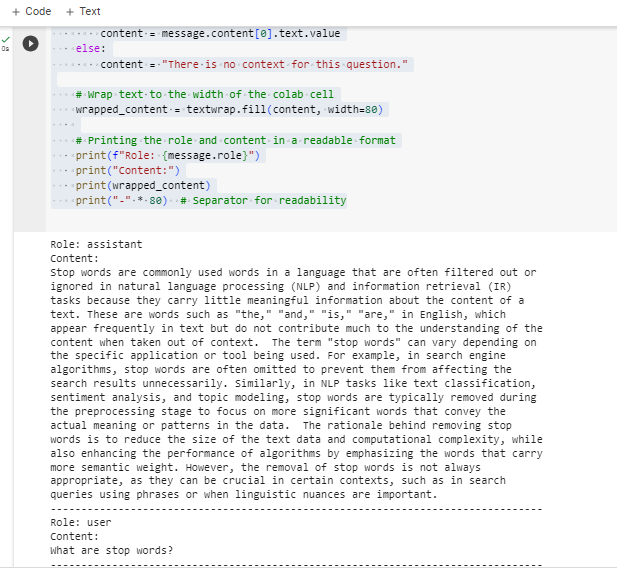 + Code + Text
content = message.content[0].text.value
0s
else:
content = "There is no context for this question."
# Wrap text to the width of the colab cell
wrapped_content = textwrap.fill(content, width=80)
# Printing the role and content in a readable format
print(f"Role: {message.role}")
print("Content:")
print(wrapped_content)
print("-" * 80)  # Separator for readability
Role: assistant
Content:
Stop words are commonly used words in a language that are often filtered out or
ignored in natural language processing (NLP) and information retrieval (IR)
tasks because they carry little meaningful information about the content of a
text. These are words such as "the," "and," "is," "are," in English, which
appear frequently in text but do not contribute much to the understanding of the
content when taken out of context.  The term "stop words" can vary depending on
the specific application or tool being used. For example, in search engine
algorithms, stop words are often omitted to prevent them from affecting the
search results unnecessarily. Similarly, in NLP tasks like text classification,
sentiment analysis, and topic modeling, stop words are typically removed during
the preprocessing stage to focus on more significant words that convey the
actual meaning or patterns in the data.  The rationale behind removing stop
words is to reduce the size of the text data and computational complexity, while
also enhancing the performance of algorithms by emphasizing the words that carry
more semantic weight. However, the removal of stop words is not always
appropriate, as they can be crucial in certain contexts, such as in search
queries using phrases or when linguistic nuances are important.
--------------------------------------------------------------------------------
Role: user
Content:
What are stop words?
--------------------------------------------------------------------------------